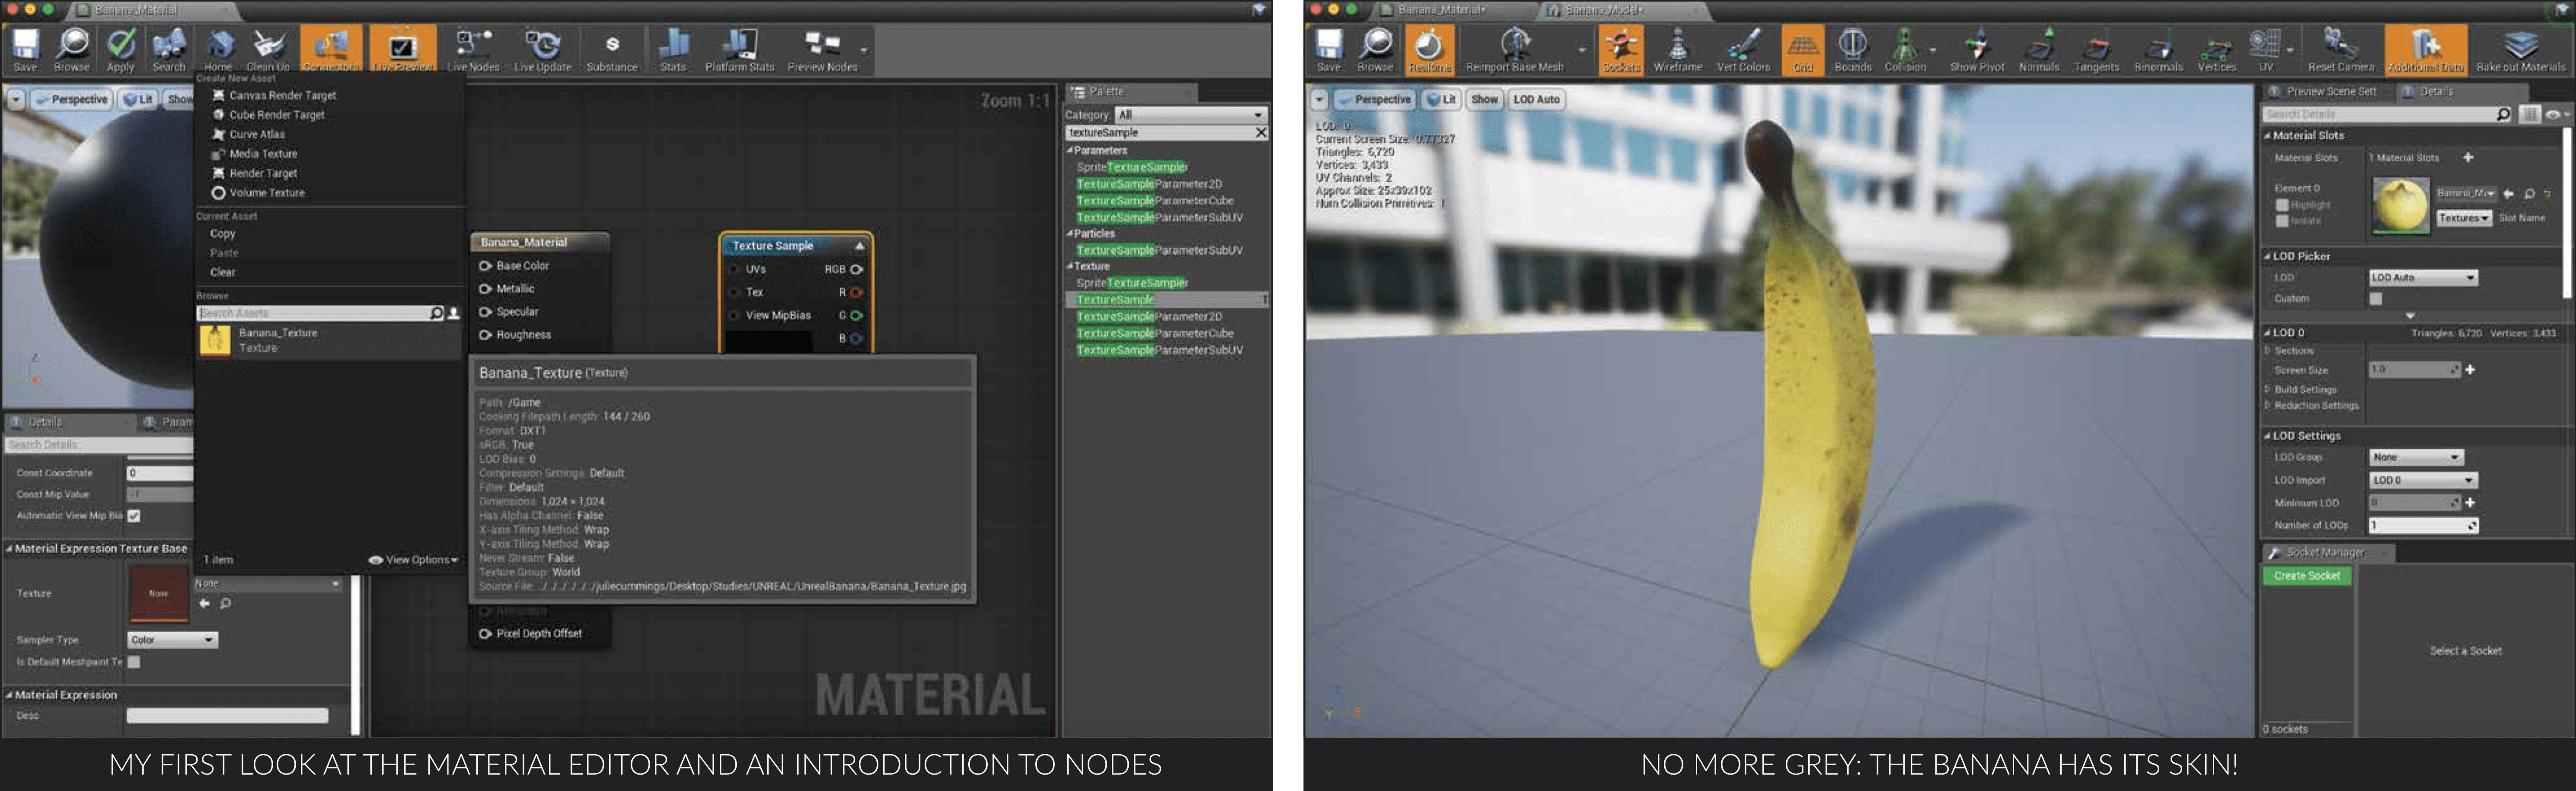 Banana_Material
Save
Browse
Apply
Search
Home
Clean Up
Connectors
Live Preview
Live Nodes
Live Update
Substance
Stats
Platform Stats
Preview Nodes
Perspective
Lit
Show
Create New Asset
Canvas Render Target
Cube Render Target
Curve Atlas
Media Texture
Render Target
Volume Texture
Current Asset
Copy
Paste
Clear
Browse
Search Assets
Banana_Texture
Texture
1 item
View Options
Zoom 1:1
Banana_Material
Base Color
Metallic
Specular
Roughness
Texture Sample
UVs
RGB
Tex
R
View MipBias
G
B
Banana_Texture (Texture)
Path: /Game
Cooking Filepath Length: 144 / 260
Format: DXT1
sRGB: True
LOD Bias: 0
Compression Settings: Default
Filter: Default
Dimensions: 1,024 × 1,024
Has Alpha Channel: False
X-axis Tiling Method: Wrap
Y-axis Tiling Method: Wrap
Never Stream: False
Texture Group: World
Source File: ./../../../../../juliecummings/Desktop/Studies/UNREAL/UnrealBanana/Banana_Texture.jpg
Refraction
Pixel Depth Offset
MATERIAL
Details
Param
Search Details
Const Coordinate
0
Const Mip Value
-1
Automatic View Mip Bia
Material Expression Texture Base
Texture
None
None
Sampler Type
Color
Is Default Meshpaint Te
Material Expression
Desc
Palette
Category: All
textureSample
Parameters
SpriteTextureSampler
TextureSampleParameter2D
TextureSampleParameterCube
TextureSampleParameterSubUV
Particles
TextureSampleParameterSubUV
Texture
SpriteTextureSampler
TextureSample
TextureSampleParameter2D
TextureSampleParameterCube
TextureSampleParameterSubUV
MY FIRST LOOK AT THE MATERIAL EDITOR AND AN INTRODUCTION TO NODES
Banana_Material*
Banana_Model*
Save
Browse
Realtime
Reimport Base Mesh
Sockets
Wireframe
Vert Colors
Grid
Bounds
Collision
Show Pivot
Normals
Tangents
Binormals
Vertices
UV
Reset Camera
Additional Data
Bake out Materials
Perspective
Lit
Show
LOD Auto
LOD: 0
Current Screen Size: 0.77327
Triangles: 6,720
Vertices: 3,433
UV Channels: 2
Approx Size: 25x39x102
Num Collision Primitives: 1
Preview Scene Sett
Details
Search Details
Material Slots
Material Slots
1 Material Slots
Element 0
Highlight
Isolate
Banana_Ma
Textures
Slot Name
LOD Picker
LOD
LOD Auto
Custom
LOD 0
Triangles: 6,720 Vertices: 3,433
Sections
Screen Size
1.0
Build Settings
Reduction Settings
LOD Settings
LOD Group
None
LOD Import
LOD 0
Minimum LOD
0
Number of LODs
1
Socket Manager
Create Socket
Select a Socket
0 sockets
NO MORE GREY: THE BANANA HAS ITS SKIN!